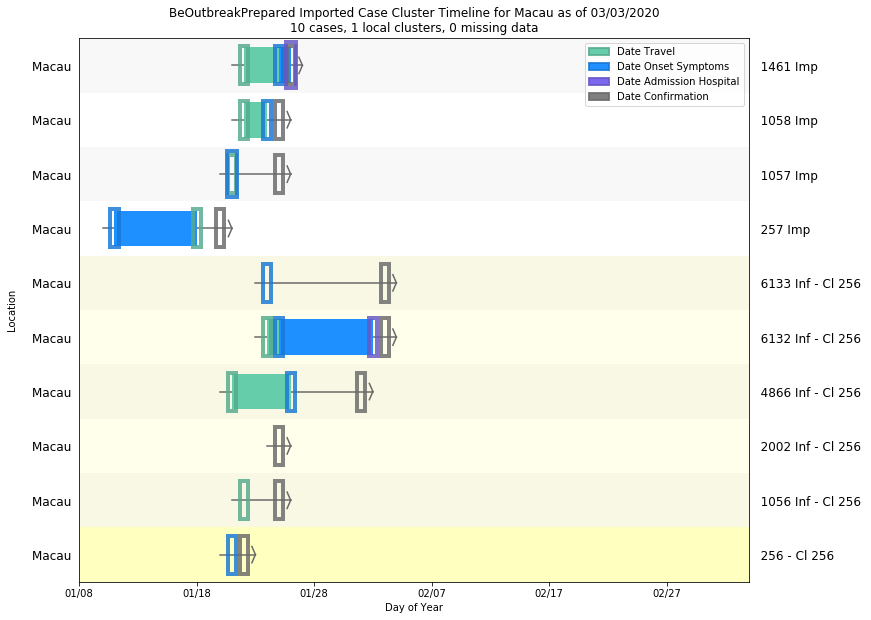 BeOutbreakPrepared Imported Case Cluster Timeline for Macau as of 03/03/2020
10 cases, 1 local clusters, 0 missing data
Date Travel
Date Onset Symptoms
Date Admission Hospital
Date Confirmation
Macau 1461 Imp
Macau 1058 Imp
Macau 1057 Imp
Macau 257 Imp
Macau 6133 Inf - Cl 256
Macau 6132 Inf - Cl 256
Macau 4866 Inf - Cl 256
Macau 2002 Inf - Cl 256
Macau 1056 Inf - Cl 256
Macau 256 - Cl 256
Location
01/08 01/18 01/28 02/07 02/17 02/27
Day of Year